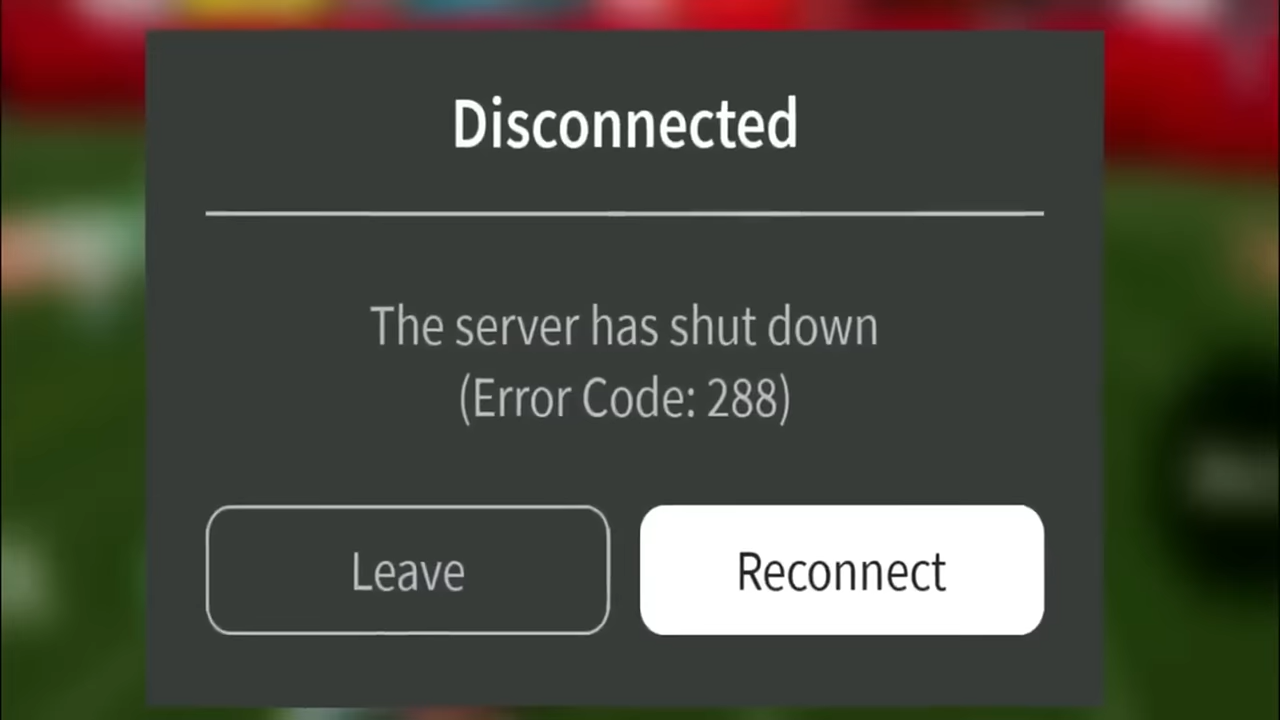 Disconnected
The server has shut down
(Error Code: 288)
Leave
Reconnect